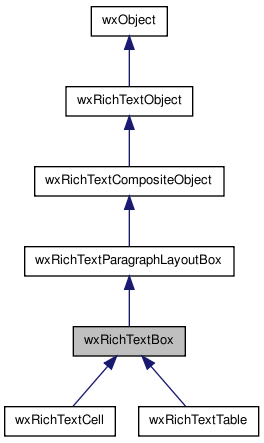 wxObject
wxRichTextObject
wxRichTextCompositeObject
wxRichTextParagraphLayoutBox
wxRichTextBox
wxRichTextCell
wxRichTextTable